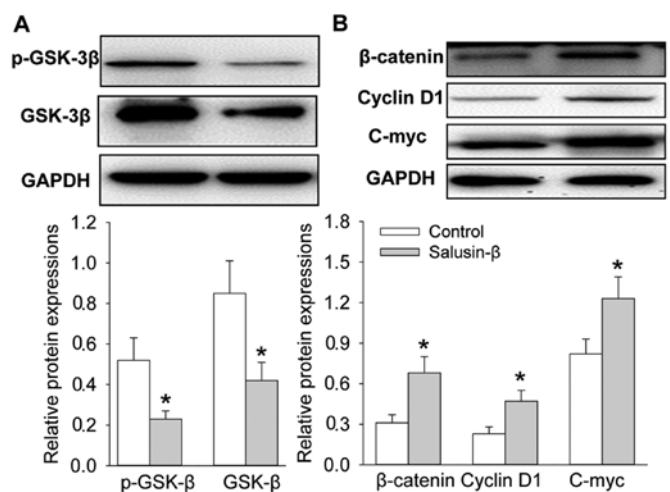 A
p-GSK-3β
GSK-3β
GAPDH
Relative protein expressions
1.2
1.0
0.8
0.6
0.4
0.2
0.0
*
*
p-GSK-β GSK-β
B
β-catenin
Cyclin D1
C-myc
GAPDH
Relative protein expressions
1.8
1.5
1.2
0.9
0.6
0.3
0.0
Control
Salusin-β
*
*
*
β-catenin Cyclin D1 C-myc